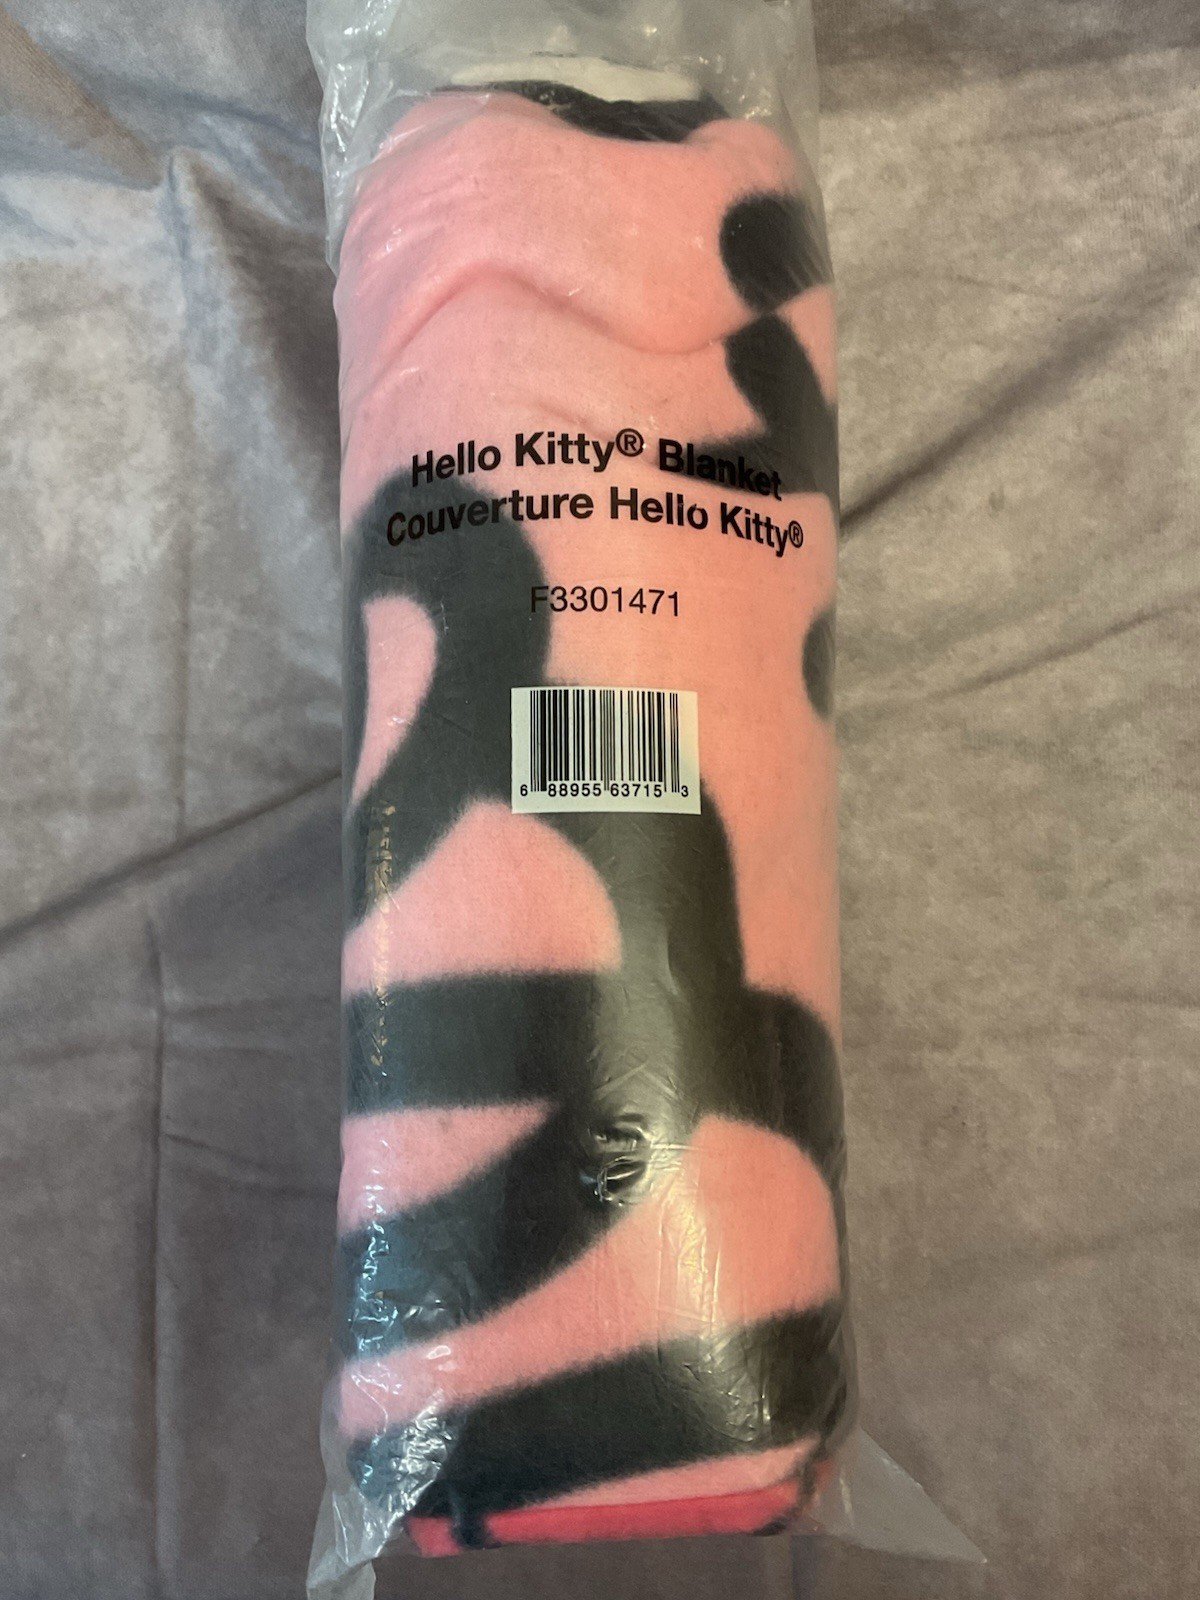 Hello Kitty® Blanket
Couverture Hello Kitty®
F3301471
6 88955 63715 3